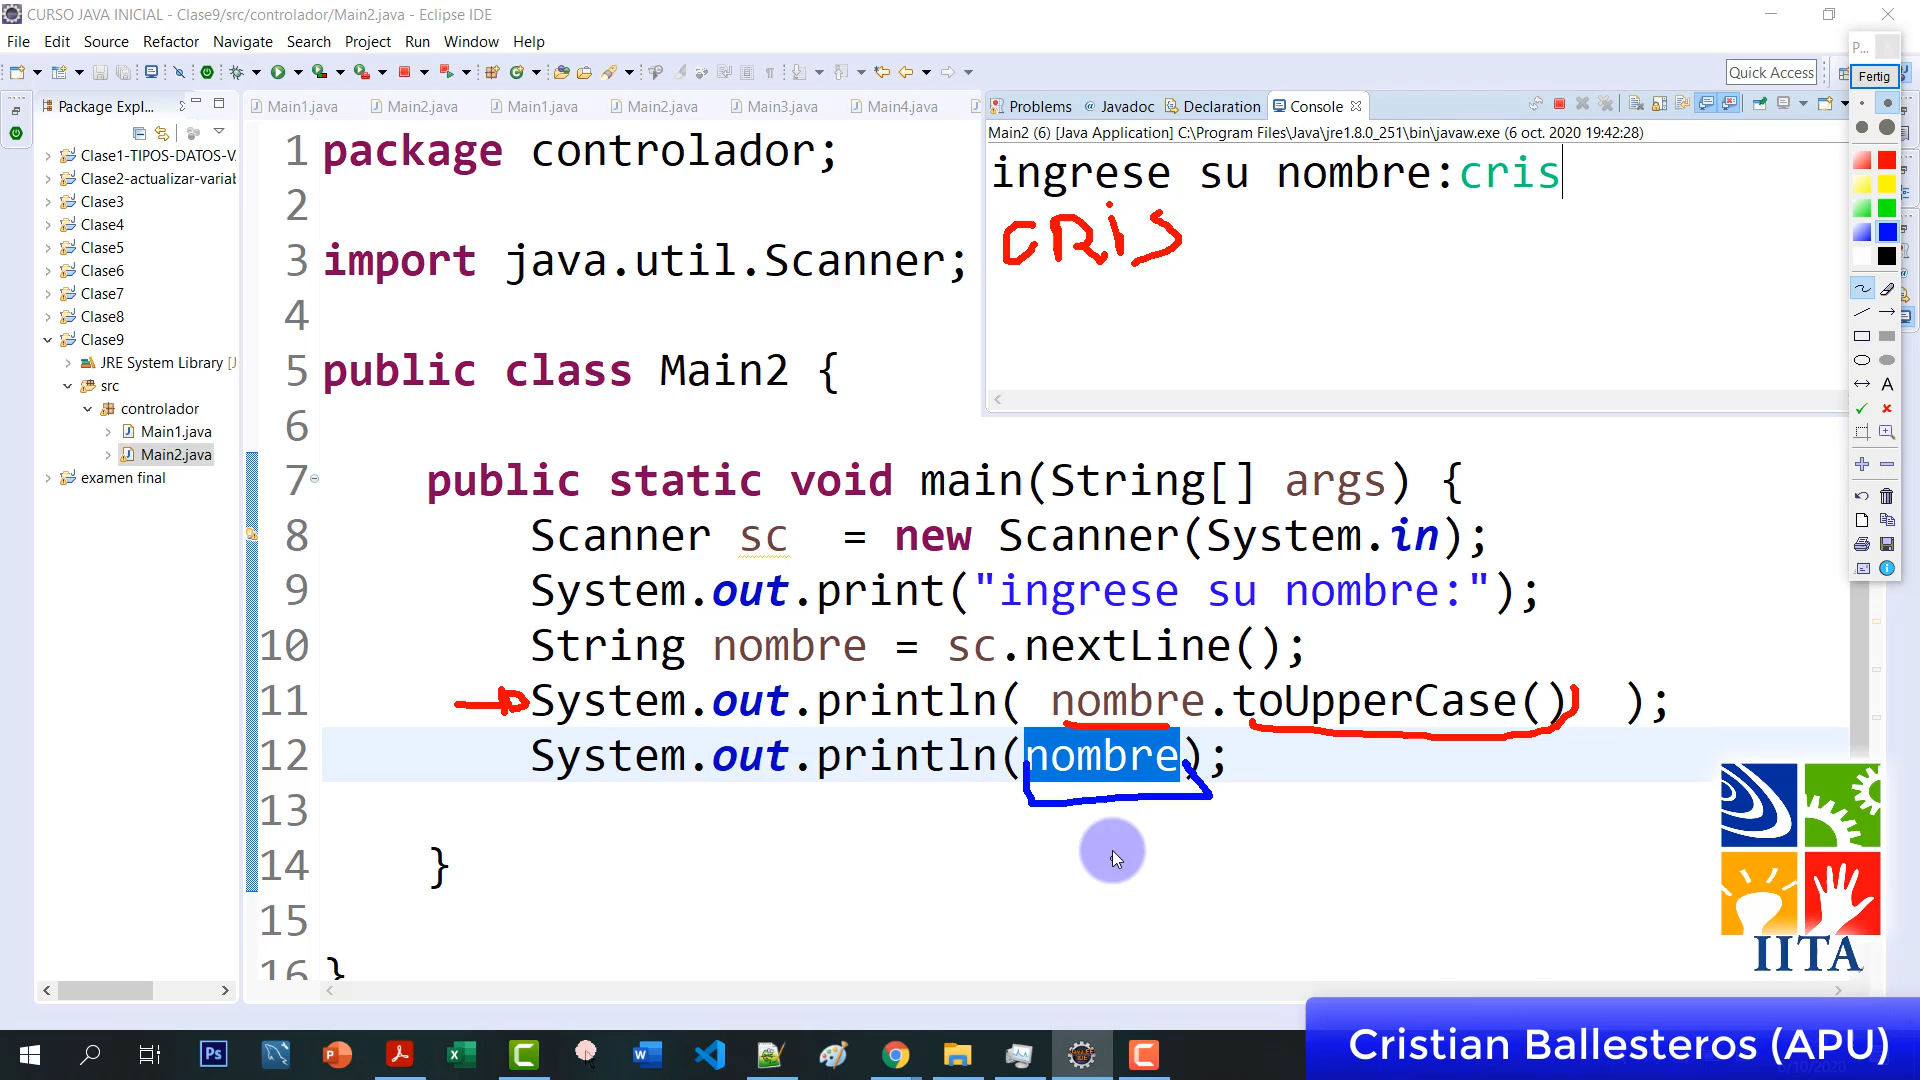 CURSO JAVA INICIAL - Clase9/src/controlador/Main2.java - Eclipse IDE
File Edit Source Refactor Navigate Search Project Run Window Help
Quick Access
P...
Fertig
Package Expl...
Clase1-TIPOS-DATOS-V
Clase2-actualizar-variab
Clase3
Clase4
Clase5
Clase6
Clase7
Clase8
Clase9
JRE System Library [J
src
controlador
Main1.java
Main2.java
examen final
Main1.java Main2.java Main1.java Main2.java Main3.java Main4.java
1 package controlador;
2
3 import java.util.Scanner;
4
5 public class Main2 {
6
7 public static void main(String[] args) {
8 Scanner sc = new Scanner(System.in);
9 System.out.print("ingrese su nombre:");
10 String nombre = sc.nextLine();
11 System.out.println( nombre.toUpperCase() );
12 System.out.println(nombre);
13
14 }
15
16 }
Problems @ Javadoc Declaration Console
Main2 (6) [Java Application] C:\Program Files\Java\jre1.8.0_251\bin\javaw.exe (6 oct. 2020 19:42:28)
ingrese su nombre:cris
CRiS
IITA
Cristian Ballesteros (APU)